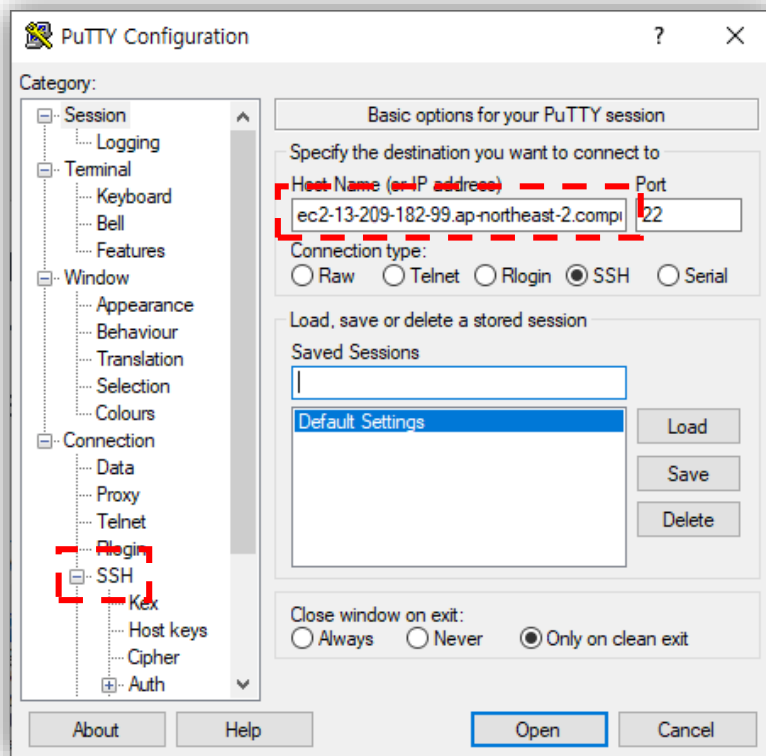 PuTTY Configuration
?
Category:
Session
Logging
Terminal
Keyboard
Bell
Features
Window
Appearance
Behaviour
Translation
Selection
Colours
Connection
Data
Proxy
Telnet
Rlogin
SSH
Kex
Host keys
Cipher
Auth
Basic options for your PuTTY session
Specify the destination you want to connect to
Host Name (or IP address) Port
ec2-13-209-182-99.ap-northeast-2.compu 22
Connection type:
Raw Telnet Rlogin SSH Serial
Load, save or delete a stored session
Saved Sessions
Default Settings
Load
Save
Delete
Close window on exit:
Always Never Only on clean exit
About Help Open Cancel